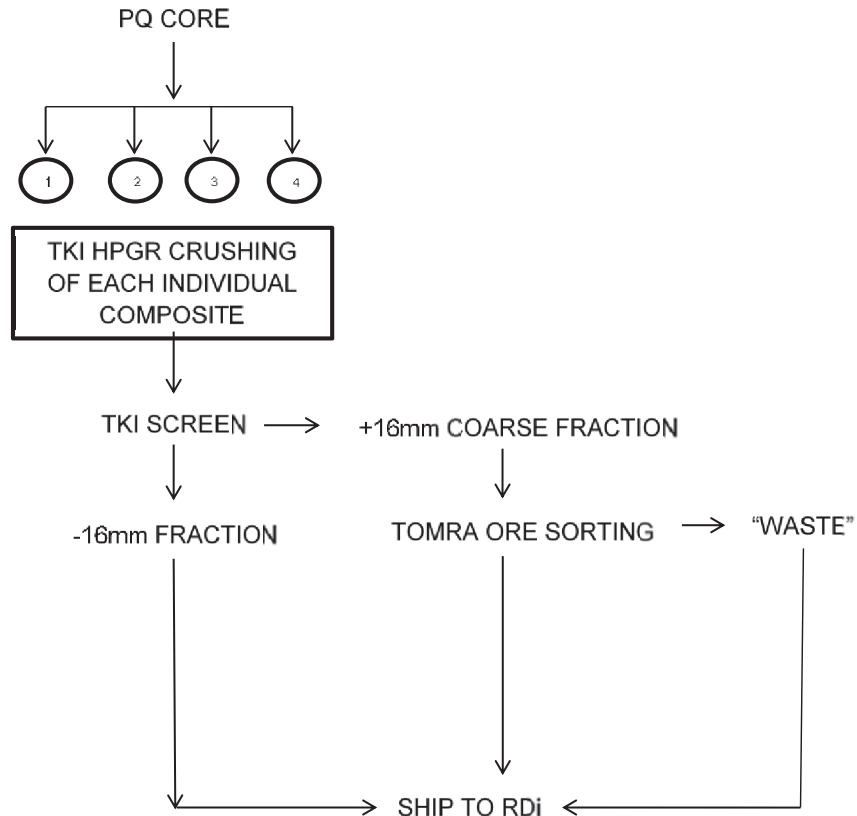 PQ CORE
1
2
3
4
TKI HPGR CRUSHING
OF EACH INDIVIDUAL
COMPOSITE
TKI SCREEN
+16mm COARSE FRACTION
-16mm FRACTION
TOMRA ORE SORTING
“WASTE”
SHIP TO RDi